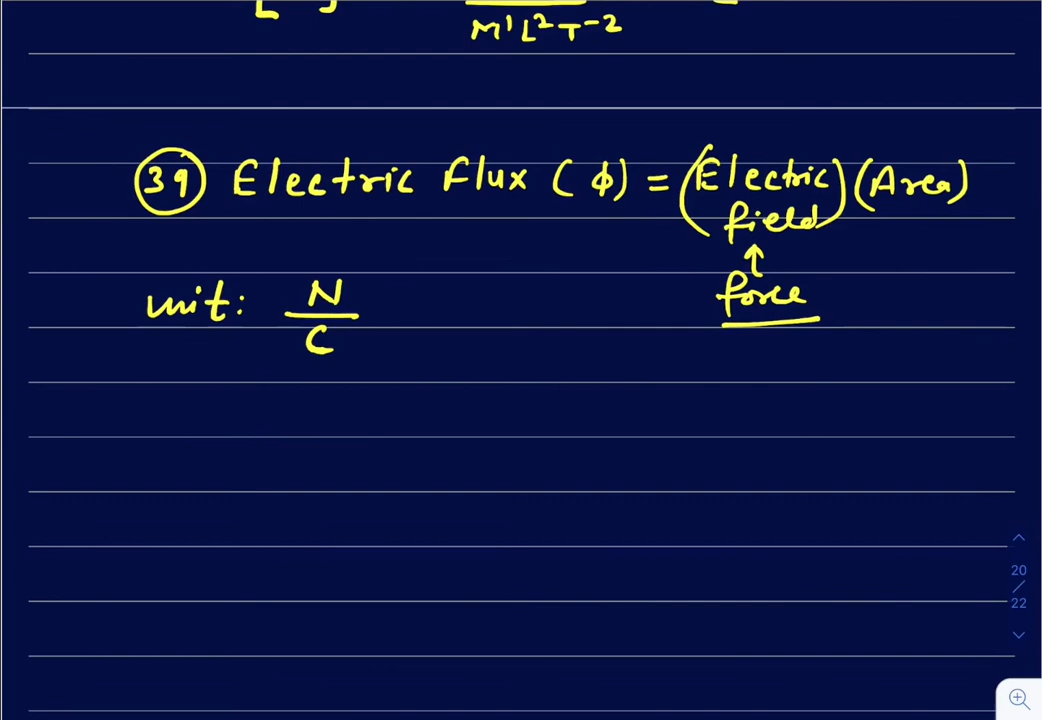 M¹L²T⁻²
(39) Electric Flux (ϕ) = (Electric field)(Area)
↑
force
unit: N/C
20
/
22